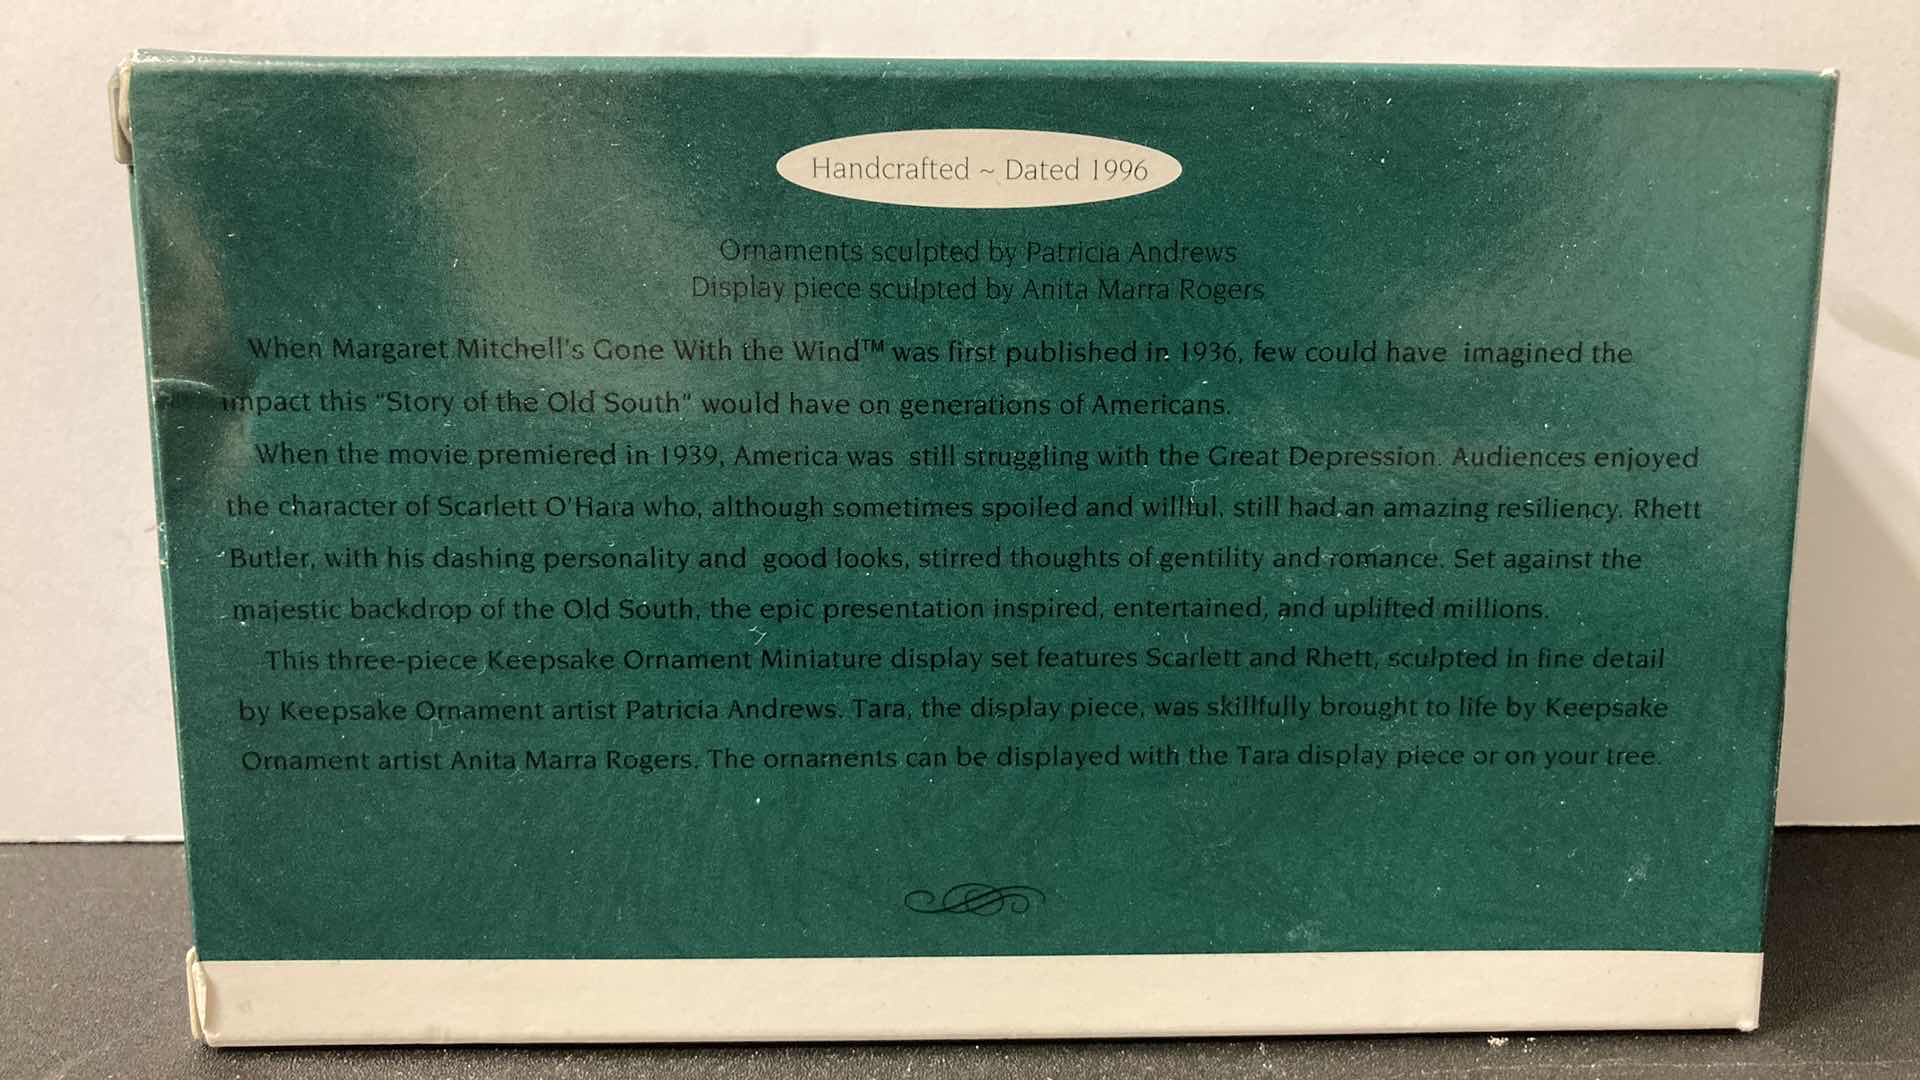 Handcrafted ~ Dated 1996
Ornaments sculpted by Patricia Andrews
Display piece sculpted by Anita Marra Rogers
When Margaret Mitchell's Gone With the Wind™ was first published in 1936, few could have imagined the
impact this "Story of the Old South" would have on generations of Americans.
When the movie premiered in 1939, America was still struggling with the Great Depression. Audiences enjoyed
the character of Scarlett O'Hara who, although sometimes spoiled and willful, still had an amazing resiliency. Rhett
Butler, with his dashing personality and good looks, stirred thoughts of gentility and romance. Set against the
majestic backdrop of the Old South, the epic presentation inspired, entertained, and uplifted millions.
This three-piece Keepsake Ornament Miniature display set features Scarlett and Rhett, sculpted in fine detail
by Keepsake Ornament artist Patricia Andrews. Tara, the display piece, was skillfully brought to life by Keepsake
Ornament artist Anita Marra Rogers. The ornaments can be displayed with the Tara display piece or on your tree.